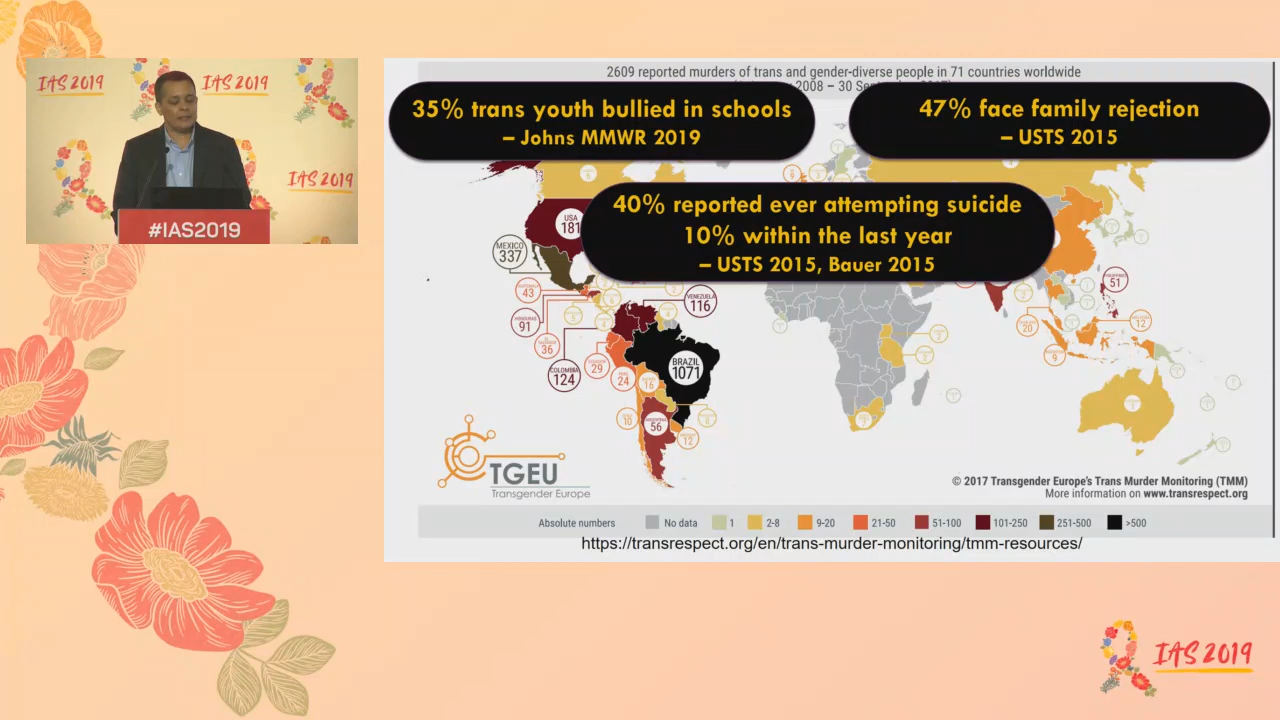 IAS 2019
IAS 2019
IAS 2019
#IAS2019
2609 reported murders of trans and gender-diverse people in 71 countries worldwide
2008 – 30
35% trans youth bullied in schools
– Johns MMWR 2019
47% face family rejection
– USTS 2015
40% reported ever attempting suicide
10% within the last year
– USTS 2015, Bauer 2015
USA
181
MEXICO
337
43
VENEZUELA
116
91
36
COLOMBIA
124
29
24
16
BRAZIL
1071
10
56
12
51
20
12
9
TGEU
Transgender Europe
© 2017 Transgender Europe's Trans Murder Monitoring (TMM)
More information on www.transrespect.org
Absolute numbers No data 1 2-8 9-20 21-50 51-100 101-250 251-500 >500
https://transrespect.org/en/trans-murder-monitoring/tmm-resources/
IAS 2019